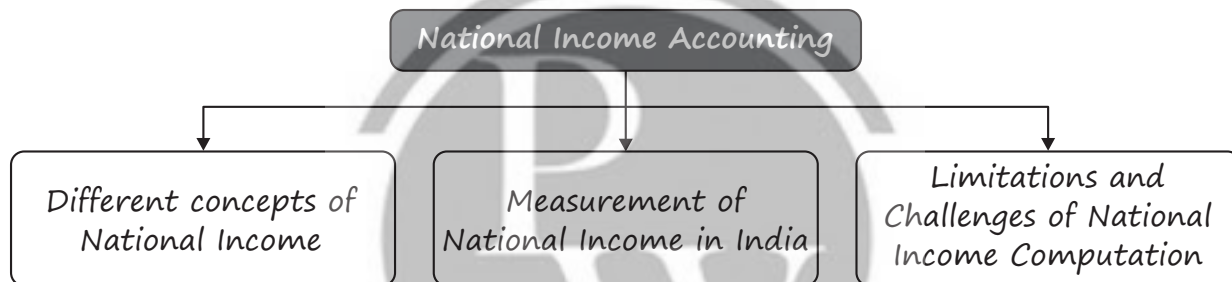 National Income Accounting
Different concepts of
National Income
Measurement of
National Income in India
Limitations and
Challenges of National
Income Computation
PW